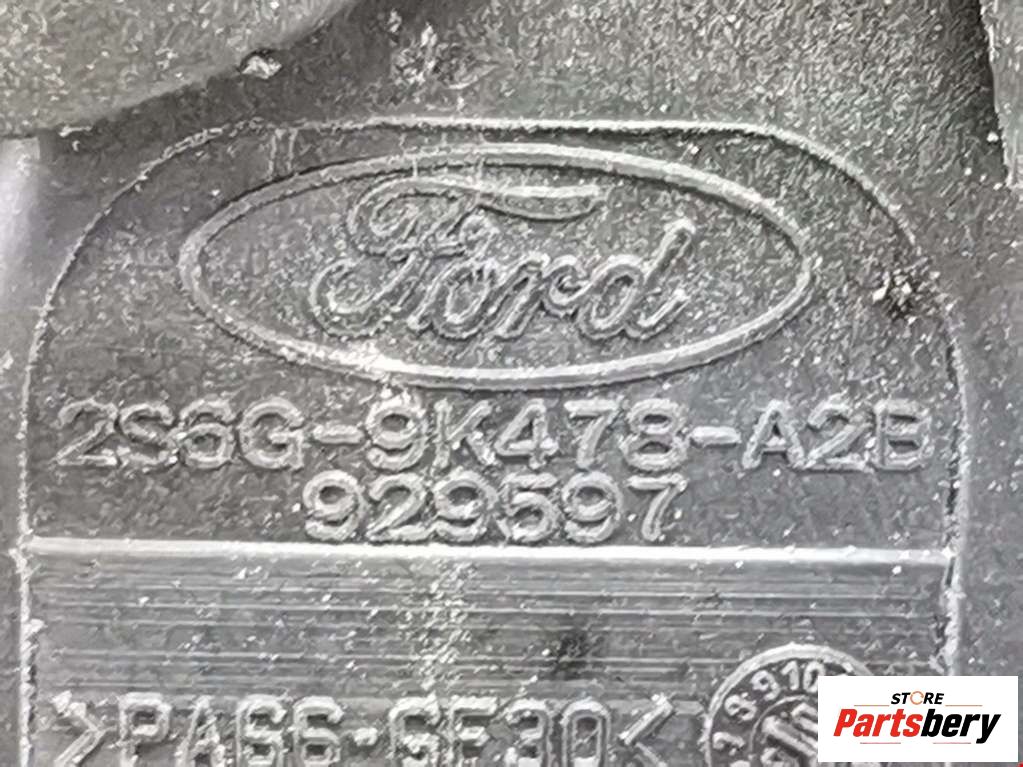 Ford
2S6G-9K478-A2B
929597
>PA66-GF30<
STORE
Partsbery